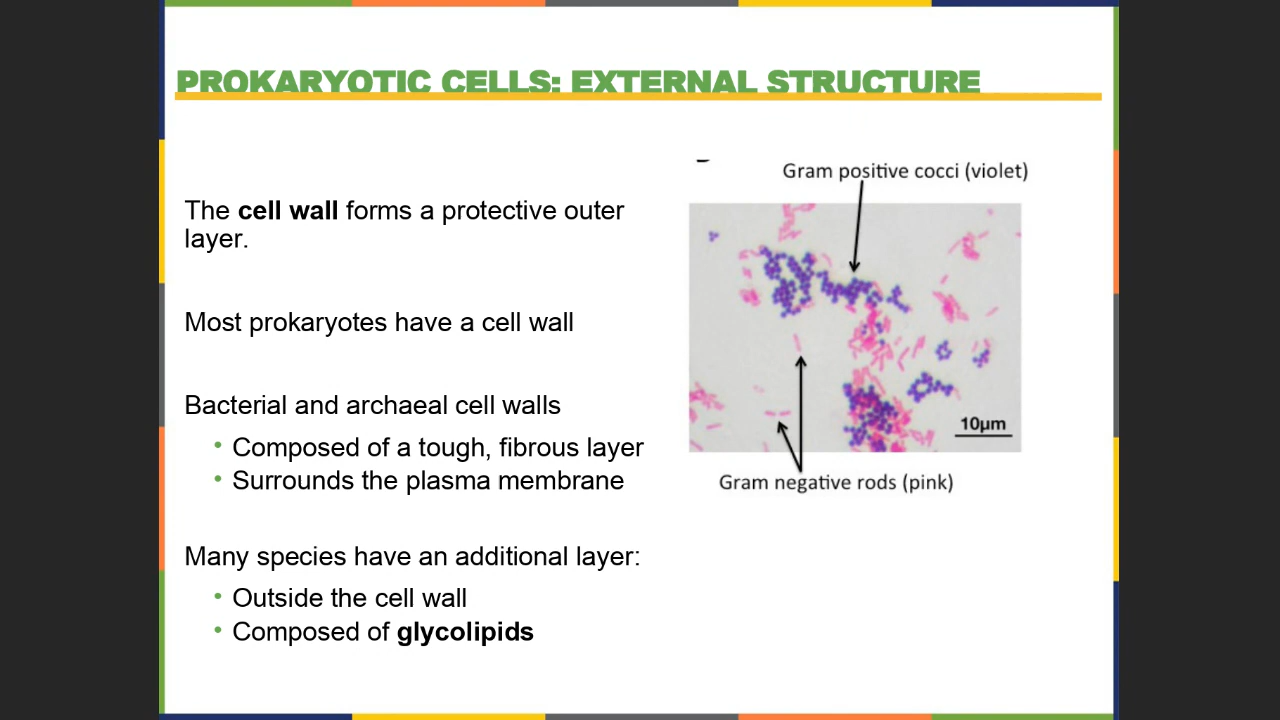 PROKARYOTIC CELLS: EXTERNAL STRUCTURE
The cell wall forms a protective outer
layer.
Most prokaryotes have a cell wall
Bacterial and archaeal cell walls
• Composed of a tough, fibrous layer
• Surrounds the plasma membrane
Many species have an additional layer:
• Outside the cell wall
• Composed of glycolipids
Gram positive cocci (violet)
10µm
Gram negative rods (pink)